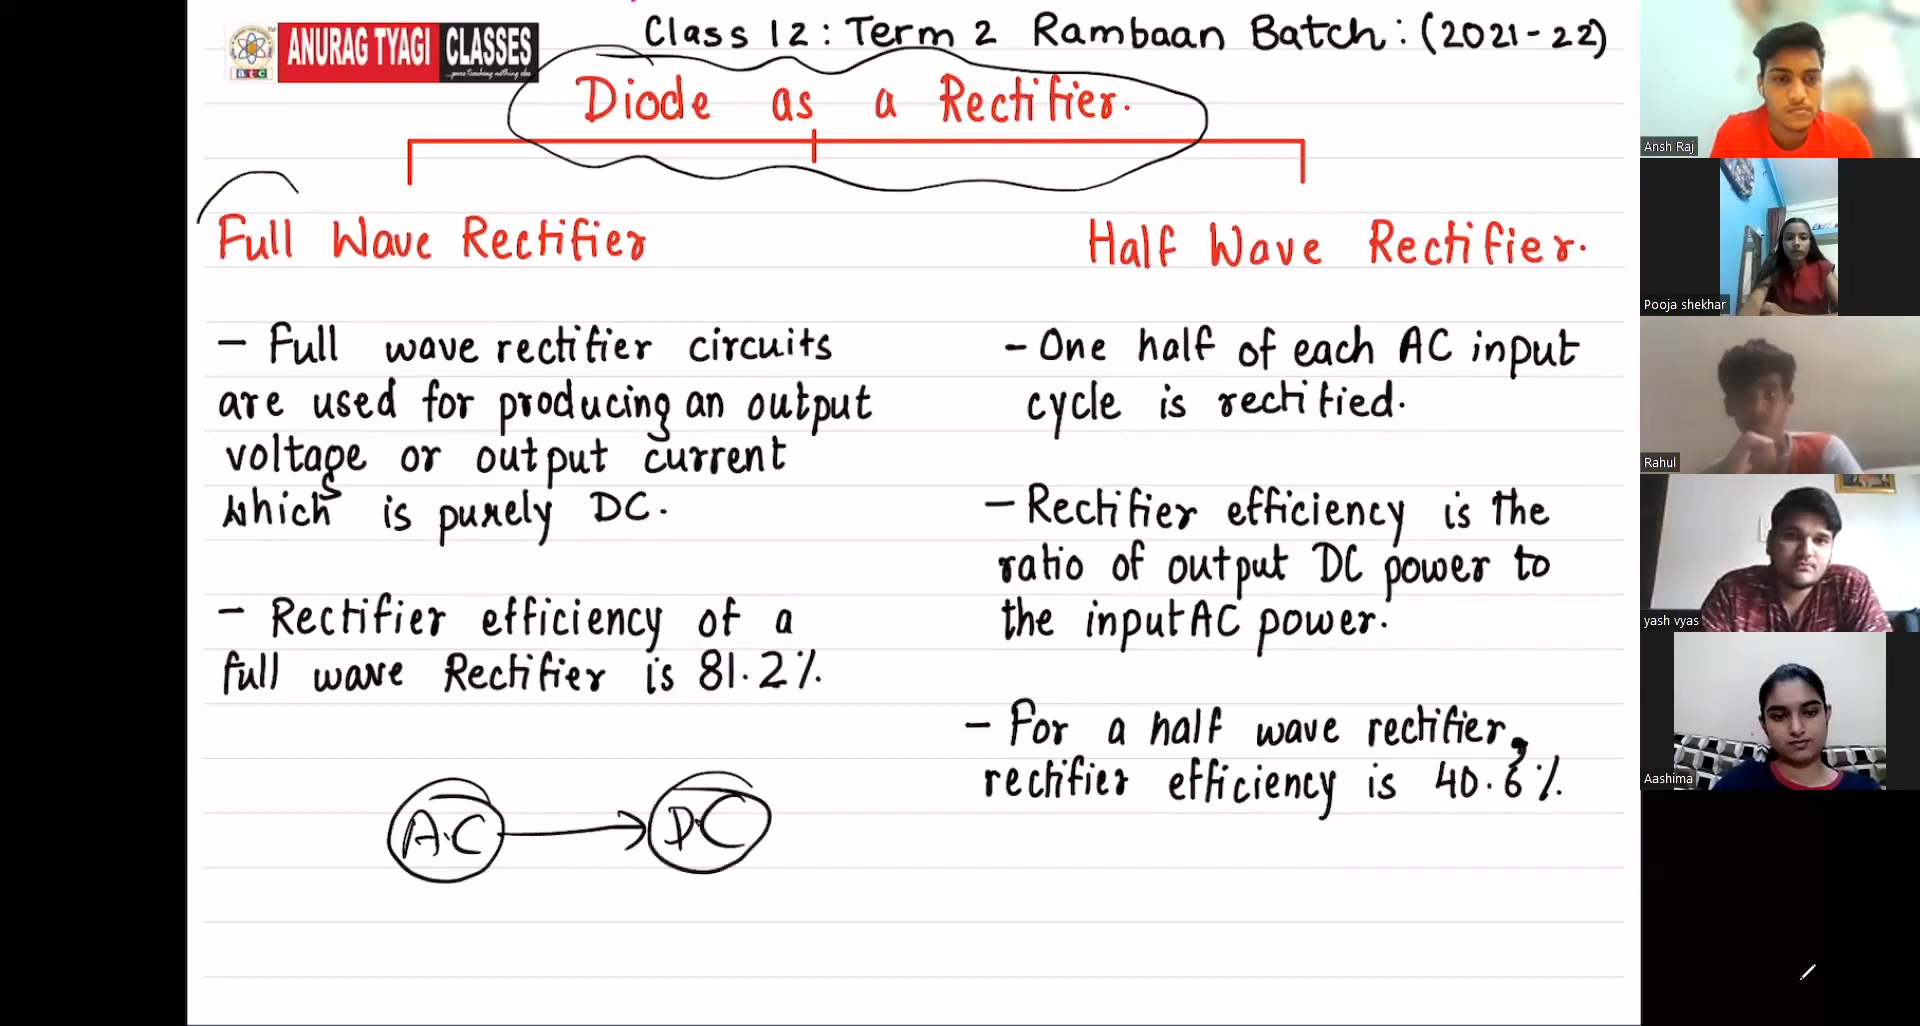 Class 12 : Term 2 Rambaan Batch : (2021-22)
ANURAG TYAGI CLASSES
ATC
Diode as a Rectifier.
Full Wave Rectifier
Half Wave Rectifier.
- Full wave rectifier circuits
are used for producing an output
voltage or output current
which is purely DC.
- Rectifier efficiency of a
full wave Rectifier is 81.2%.
A.C
DC
- One half of each AC input
cycle is rectified.
- Rectifier efficiency is the
ratio of output DC power to
the input AC power.
- For a half wave rectifier,
rectifier efficiency is 40.6%.
Ansh Raj
Pooja shekhar
Rahul
yash vyas
Aashima